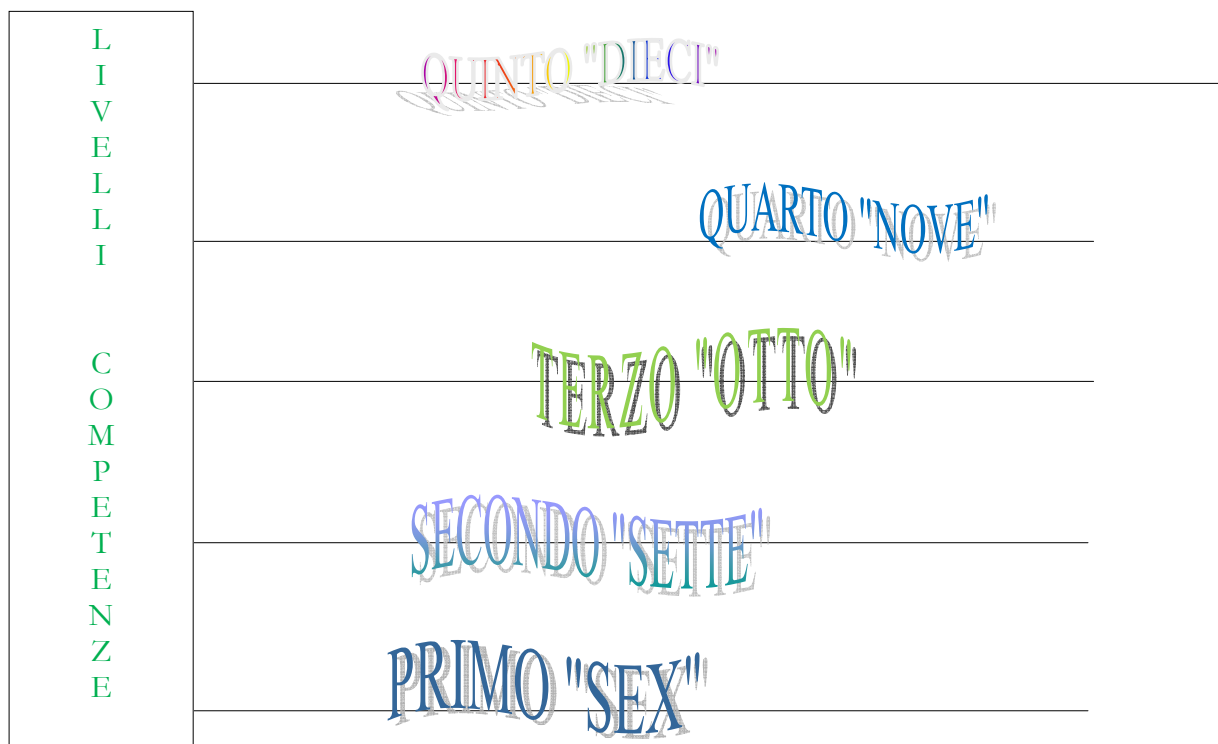 LIVELLI COMPETENZE
QUINTO "DIECI"
QUARTO "NOVE"
TERZO "OTTO"
SECONDO "SETTE"
PRIMO "SEX"